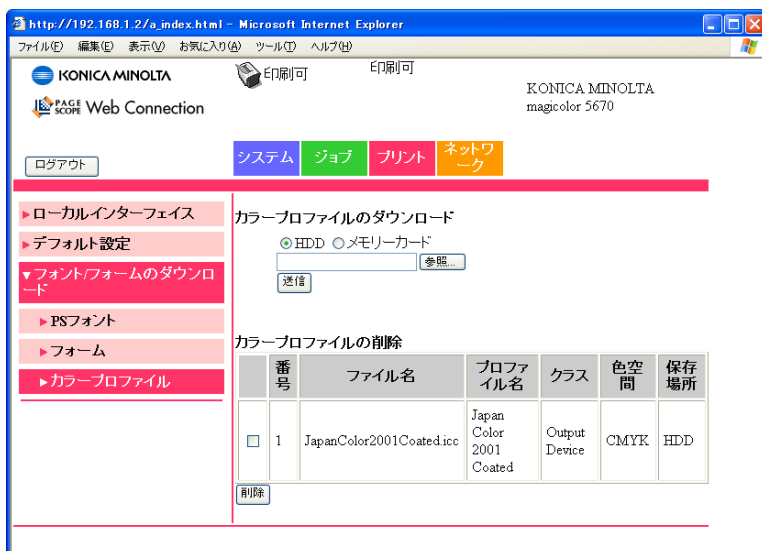 http://192.168.1.2/a_index.html - Microsoft Internet Explorer
ファイル(F) 編集(E) 表示(V) お気に入り(A) ツール(T) ヘルプ(H)
KONICA MINOLTA
印刷可
印刷可
PAGE SCOPE Web Connection
KONICA MINOLTA
magicolor 5670
ログアウト
システム
ジョブ
プリント
ネットワ
ーク
ローカルインターフェイス
デフォルト設定
フォント/フォームのダウンロ
ード
PSフォント
フォーム
カラープロファイル
カラープロファイルのダウンロード
HDD メモリーカード
参照...
送信
カラープロファイルの削除
番
号
ファイル名
プロファ
イル名
クラス
色空
間
保存
場所
1
JapanColor2001Coated.icc
Japan
Color
2001
Coated
Output
Device
CMYK
HDD
削除